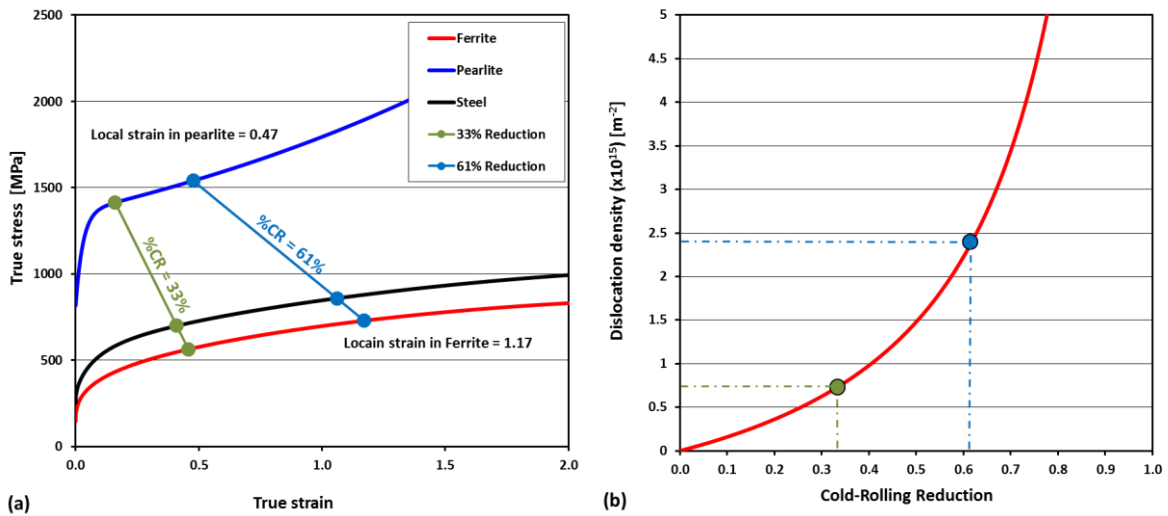 2500
2000
1500
1000
500
0
True stress  [MPa]
Ferrite
Pearlite
Steel
33% Reduction
61% Reduction
Local strain in pearlite = 0.47
%CR = 33%
%CR = 61%
Locain strain in Ferrite = 1.17
0.0 0.5 1.0 1.5 2.0
True strain
(a)
5
4.5
4
3.5
3
2.5
2
1.5
1
0.5
0
Dislocation density (x10¹⁵) [m⁻²]
0.0 0.1 0.2 0.3 0.4 0.5 0.6 0.7 0.8 0.9 1.0
Cold-Rolling Reduction
(b)